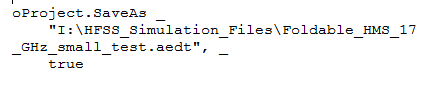 oProject.SaveAs _
"I:\HFSS_Simulation_Files\Foldable_HMS_17
_GHz_small_test.aedt", _
true